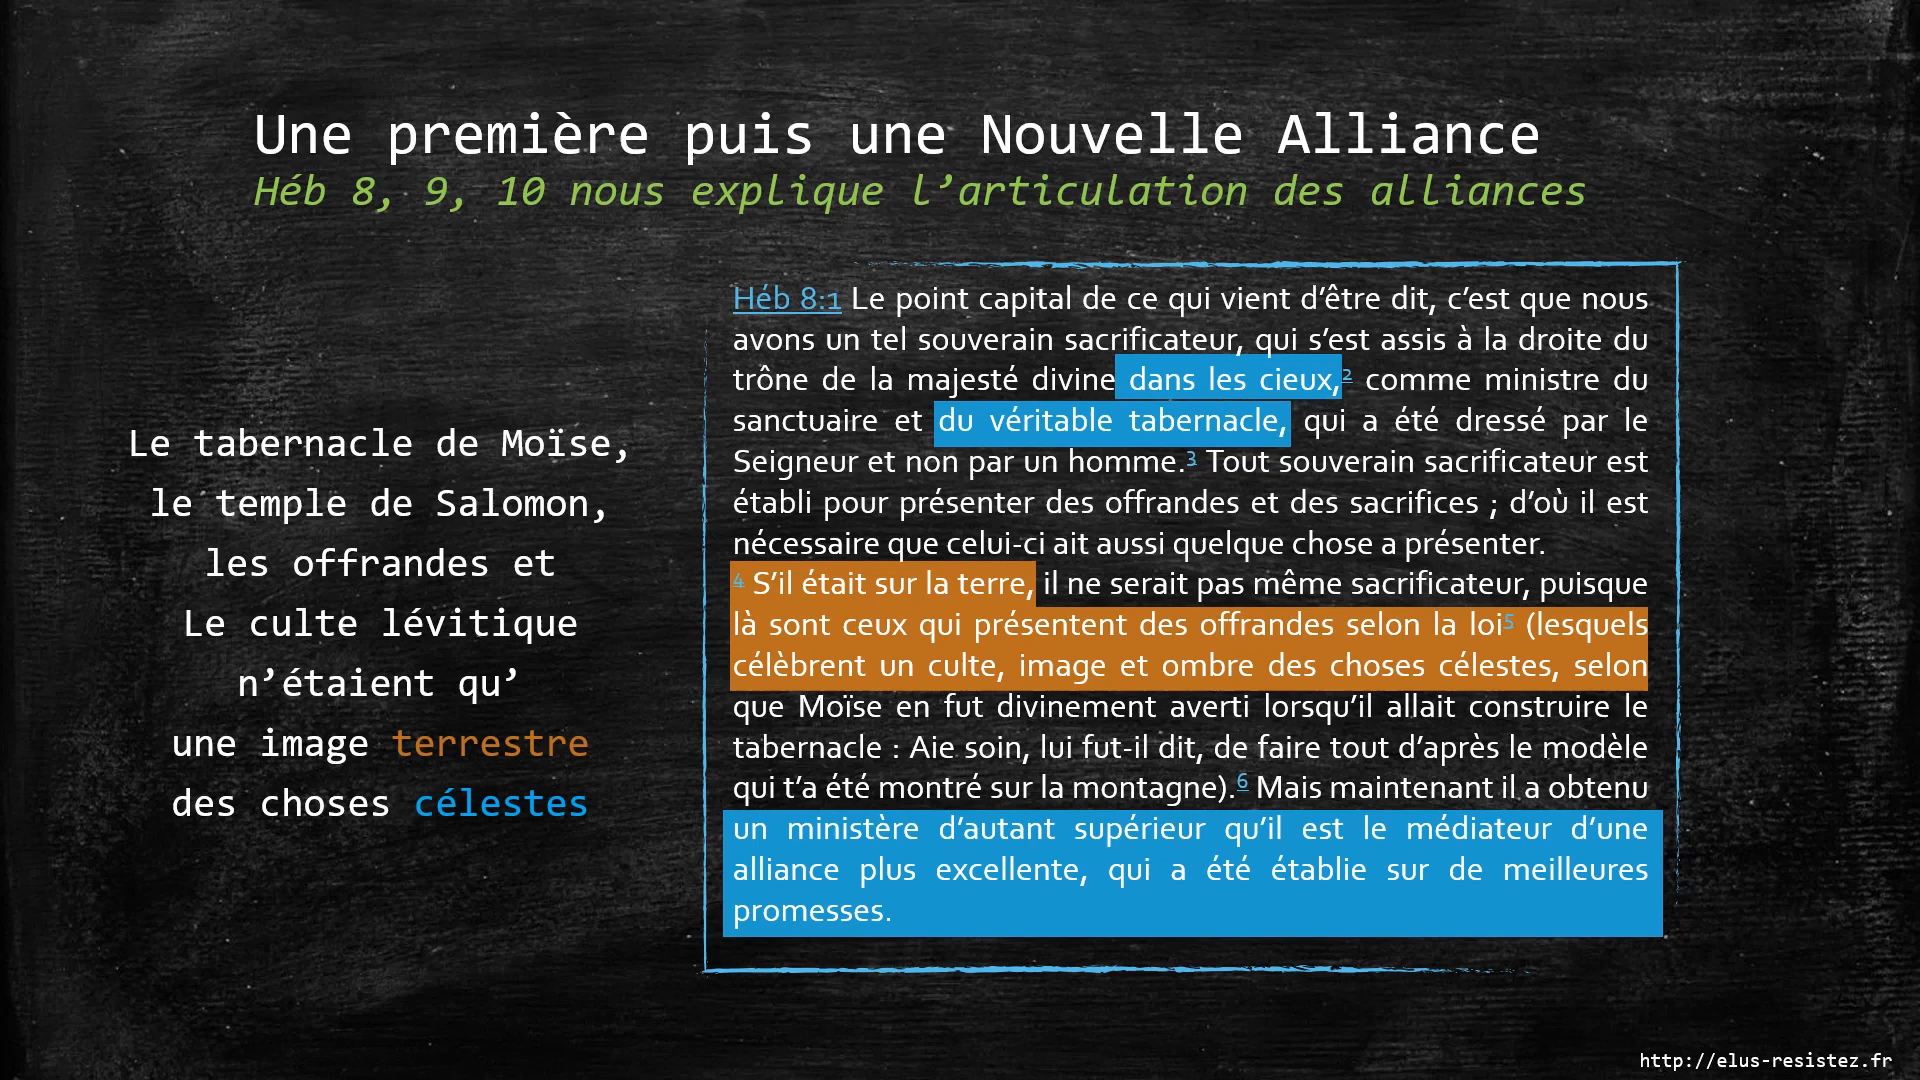 Une première puis une Nouvelle Alliance
Héb 8, 9, 10 nous explique l’articulation des alliances
Le tabernacle de Moïse,
le temple de Salomon,
les offrandes et
Le culte lévitique
n’étaient qu’
une image terrestre
des choses célestes
Héb 8:1 Le point capital de ce qui vient d’être dit, c’est que nous
avons un tel souverain sacrificateur, qui s’est assis à la droite du
trône de la majesté divine dans les cieux,2 comme ministre du
sanctuaire et du véritable tabernacle, qui a été dressé par le
Seigneur et non par un homme.3 Tout souverain sacrificateur est
établi pour présenter des offrandes et des sacrifices ; d’où il est
nécessaire que celui-ci ait aussi quelque chose a présenter.
4 S’il était sur la terre, il ne serait pas même sacrificateur, puisque
là sont ceux qui présentent des offrandes selon la loi5 (lesquels
célèbrent un culte, image et ombre des choses célestes, selon
que Moïse en fut divinement averti lorsqu’il allait construire le
tabernacle : Aie soin, lui fut-il dit, de faire tout d’après le modèle
qui t’a été montré sur la montagne).6 Mais maintenant il a obtenu
un ministère d’autant supérieur qu’il est le médiateur d’une
alliance plus excellente, qui a été établie sur de meilleures
promesses.
http://elus-resistez.fr